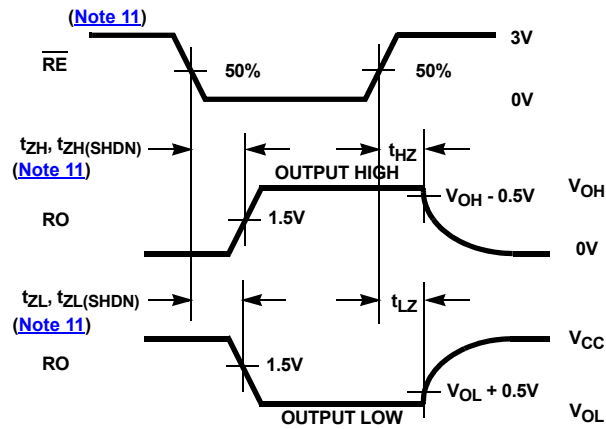 (Note 11)
RE
50%
50%
3V
0V
tZH, tZH(SHDN)
(Note 11)
tHZ
OUTPUT HIGH
VOH - 0.5V
VOH
RO
1.5V
0V
tZL, tZL(SHDN)
(Note 11)
tLZ
RO
1.5V
VCC
VOL + 0.5V
OUTPUT LOW
VOL